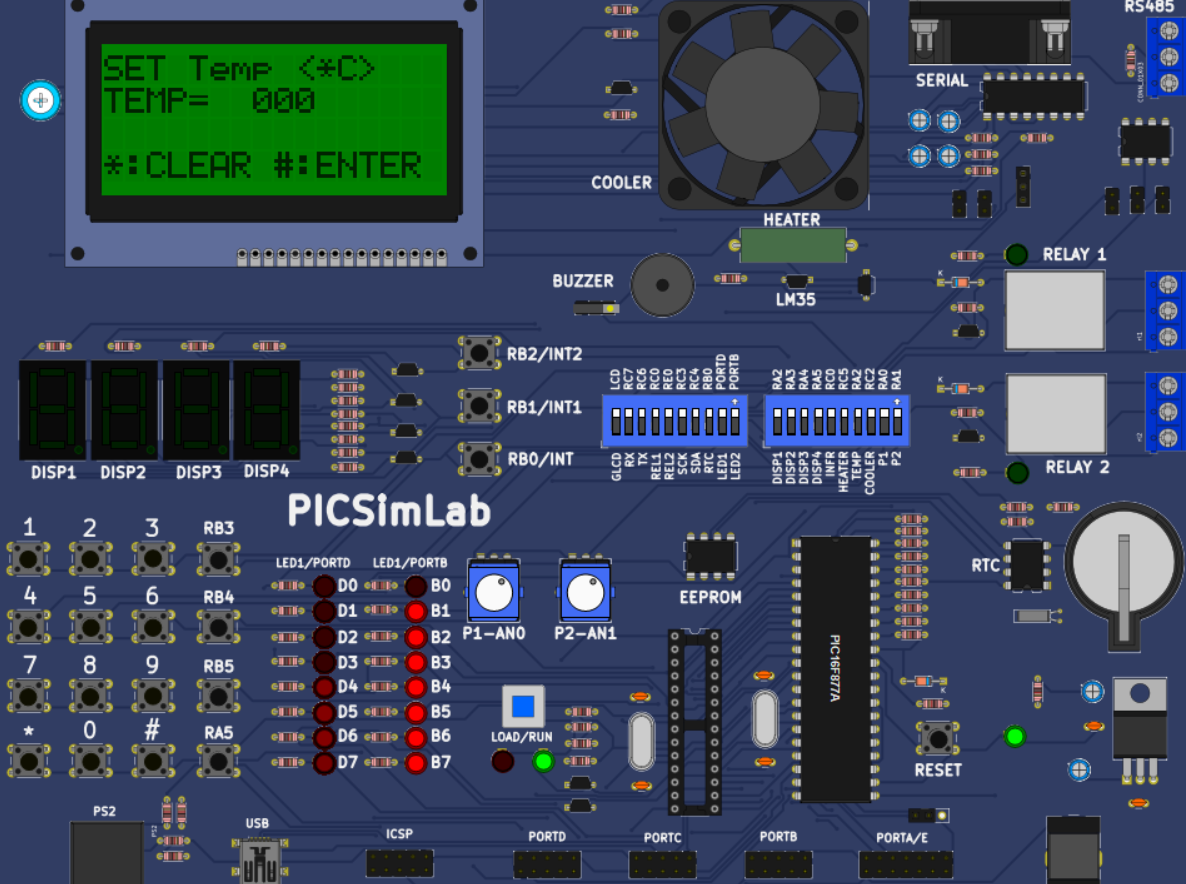 SET Temp <*C>
TEMP= 000
*:CLEAR #:ENTER
COOLER
SERIAL
RS485
CONN_01X03
HEATER
BUZZER
LM35
K
RELAY 1
RB2/INT2
RB1/INT1
RB0/INT
LCD RC7 RC6 RC0 RE0 RC3 RC4 RB0 PORTD PORTB
GLCD RX TX REL1 REL2 SCK SDA RTC LED1 LED2
RA2 RA3 RA4 RA5 RC0 RC5 RA2 RC2 RA0 RA1
DISP1 DISP2 DISP3 DISP4 INFR HEATER TEMP COOLER P1 P2
K
RELAY 2
DISP1 DISP2 DISP3 DISP4
PICSimLab
1 2 3 RB3
4 5 6 RB4
7 8 9 RB5
* 0 # RA5
LED1/PORTD LED1/PORTB
D0 B0
D1 B1
D2 B2
D3 B3
D4 B4
D5 B5
D6 B6
D7 B7
P1-AN0 P2-AN1
EEPROM
RTC
PIC16F877A
LOAD/RUN
K
RESET
PS2
PS2
USB
ICSP
PORTD
PORTC
PORTB
PORTA/E